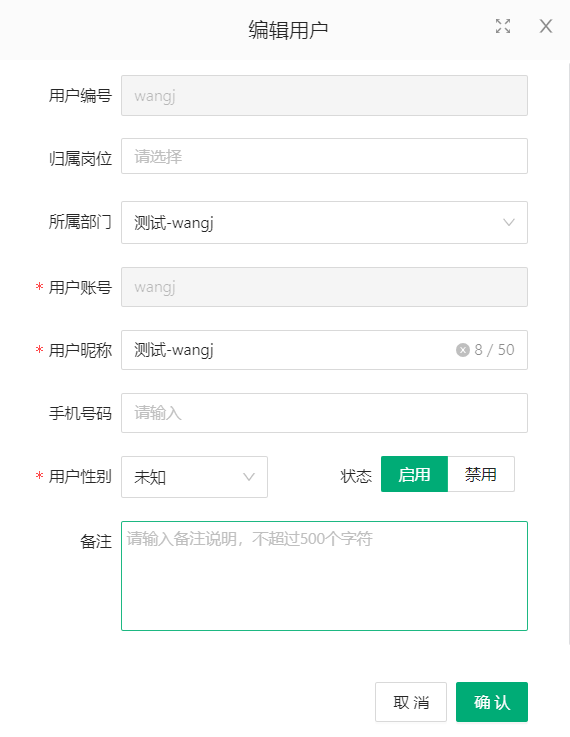 编辑用户
用户编号 wangj
归属岗位 请选择
所属部门 测试-wangj
* 用户账号 wangj
* 用户昵称 测试-wangj 8 / 50
手机号码 请输入
* 用户性别 未知 状态 启用 禁用
备注 请输入备注说明，不超过500个字符
取 消 确 认